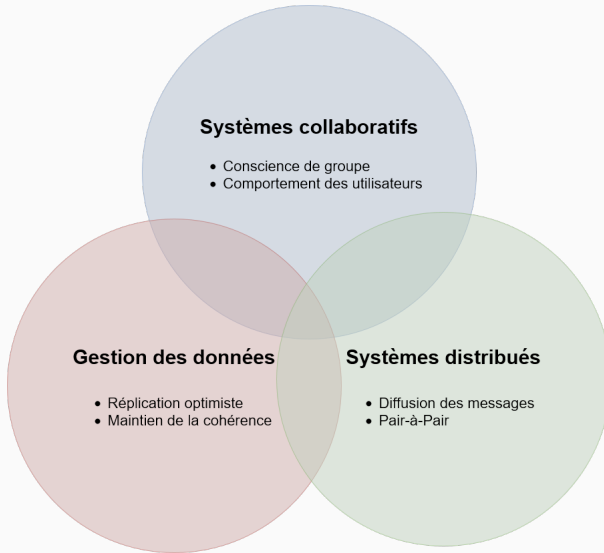 Systèmes collaboratifs
• Conscience de groupe
• Comportement des utilisateurs
Gestion des données
• Réplication optimiste
• Maintien de la cohérence
Systèmes distribués
• Diffusion des messages
• Pair-à-Pair